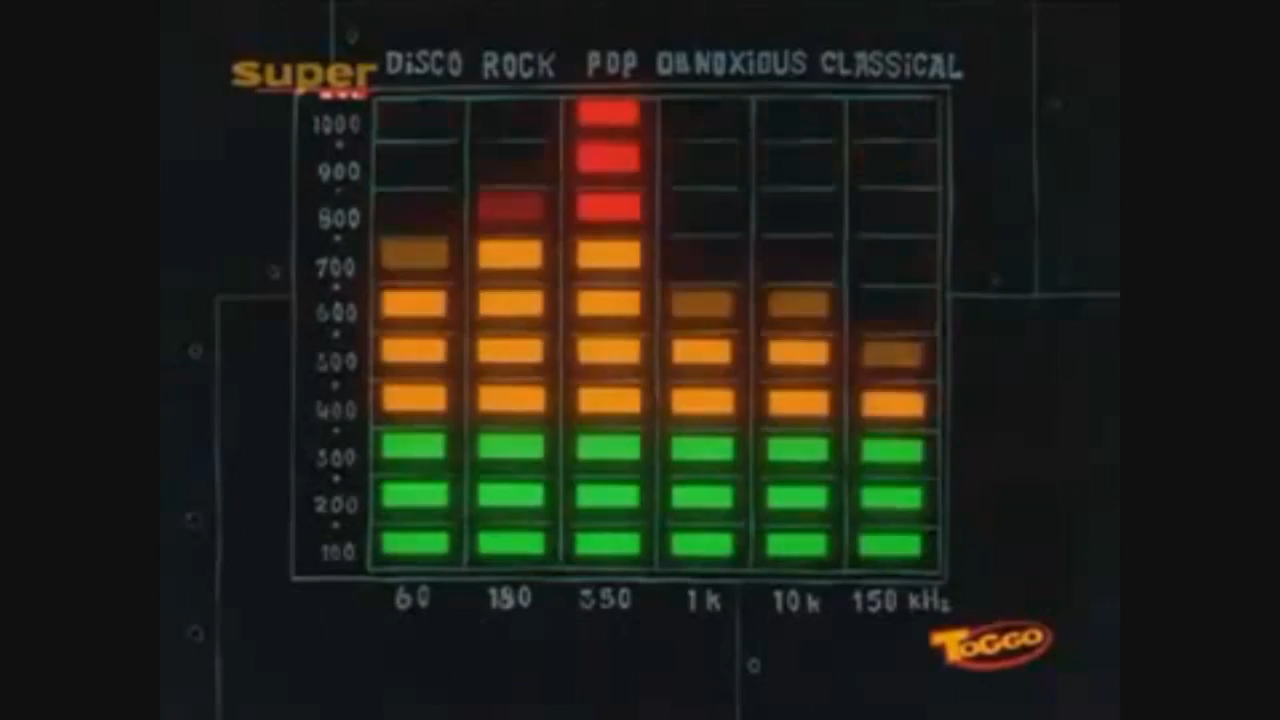 super
DiSCO ROCK POP OBNOXiOUS CLASSiCAL
1000
900
800
700
600
500
400
300
200
100
60 180 350 1k 10k 150 kHz
TOGGO